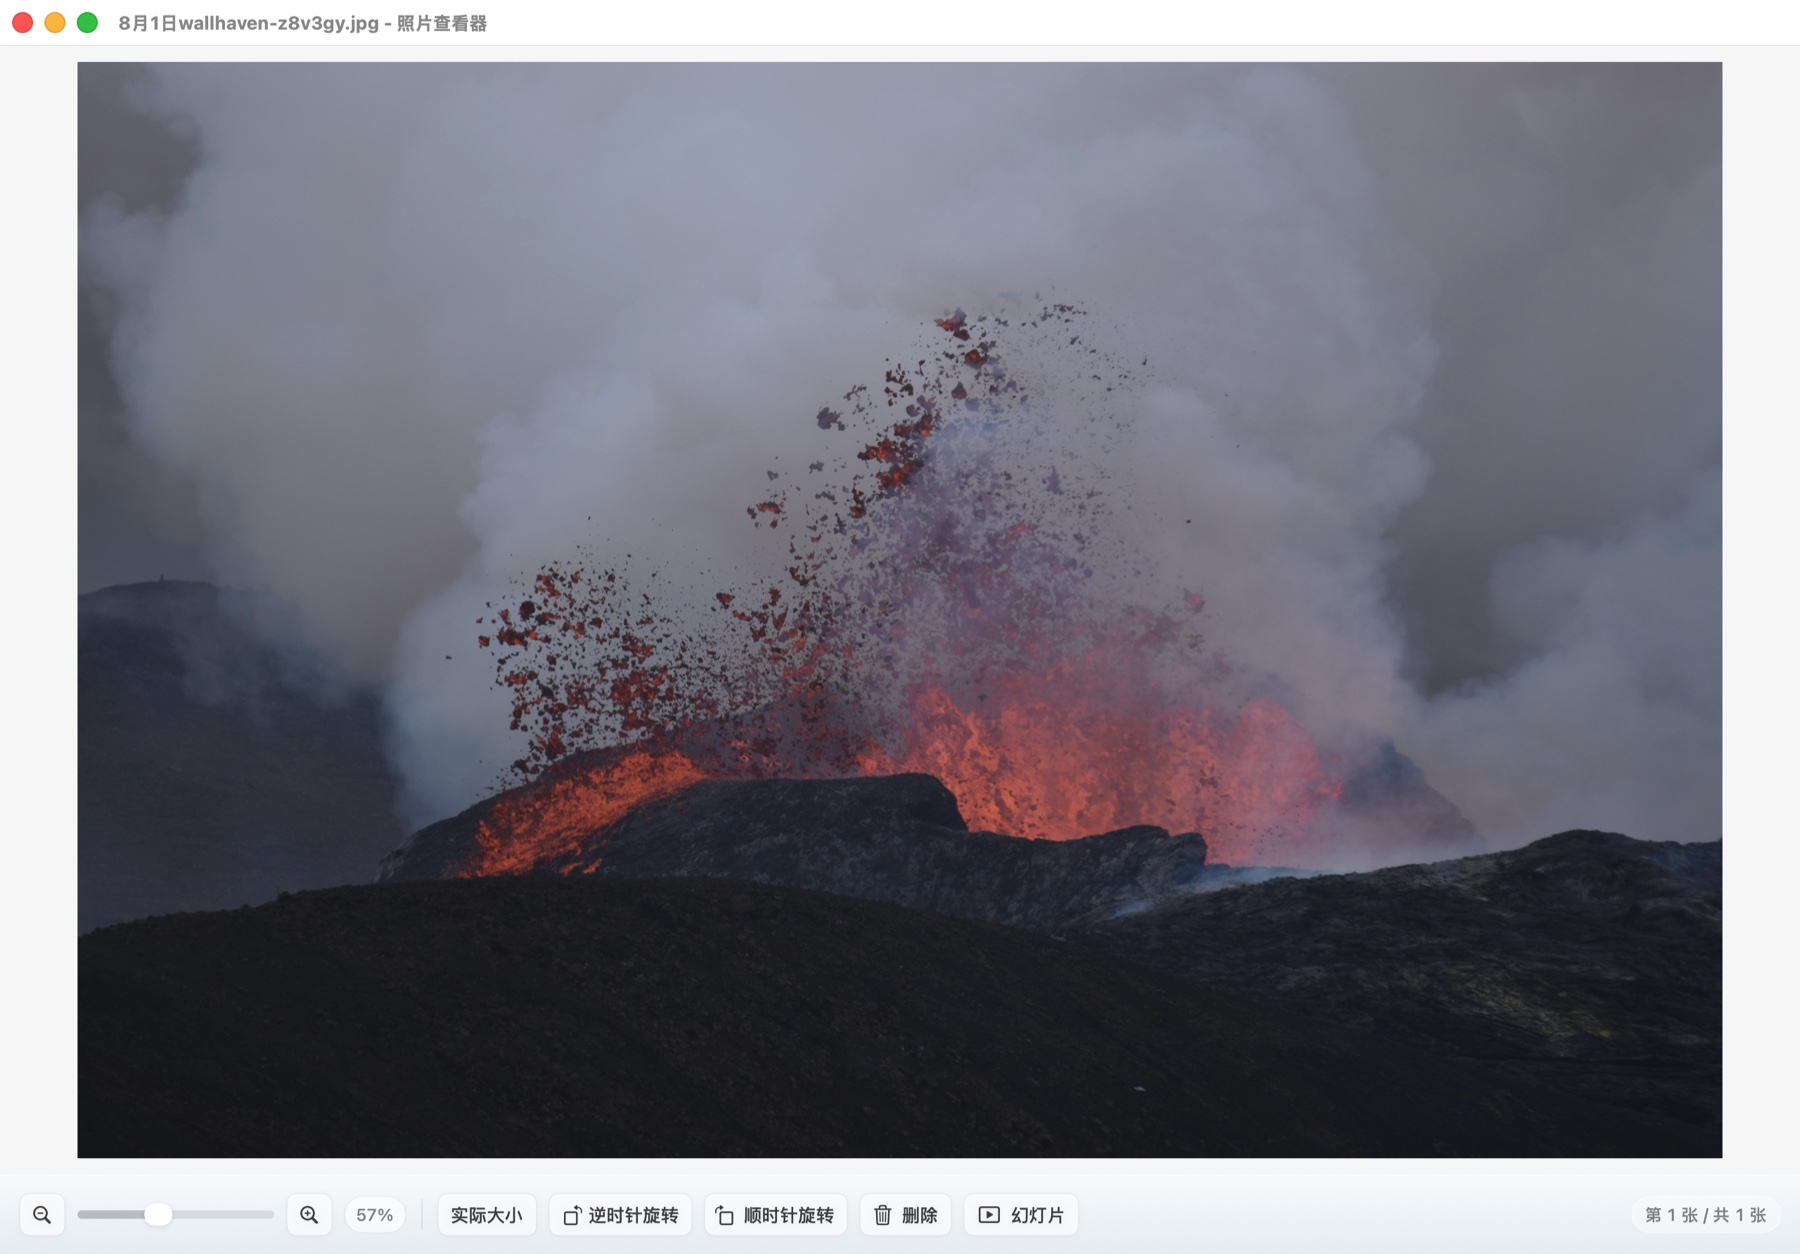 8月1日wallhaven-z8v3gy.jpg - 照片查看器
57% 实际大小 逆时针旋转 顺时针旋转 删除 幻灯片 第 1 张 / 共 1 张